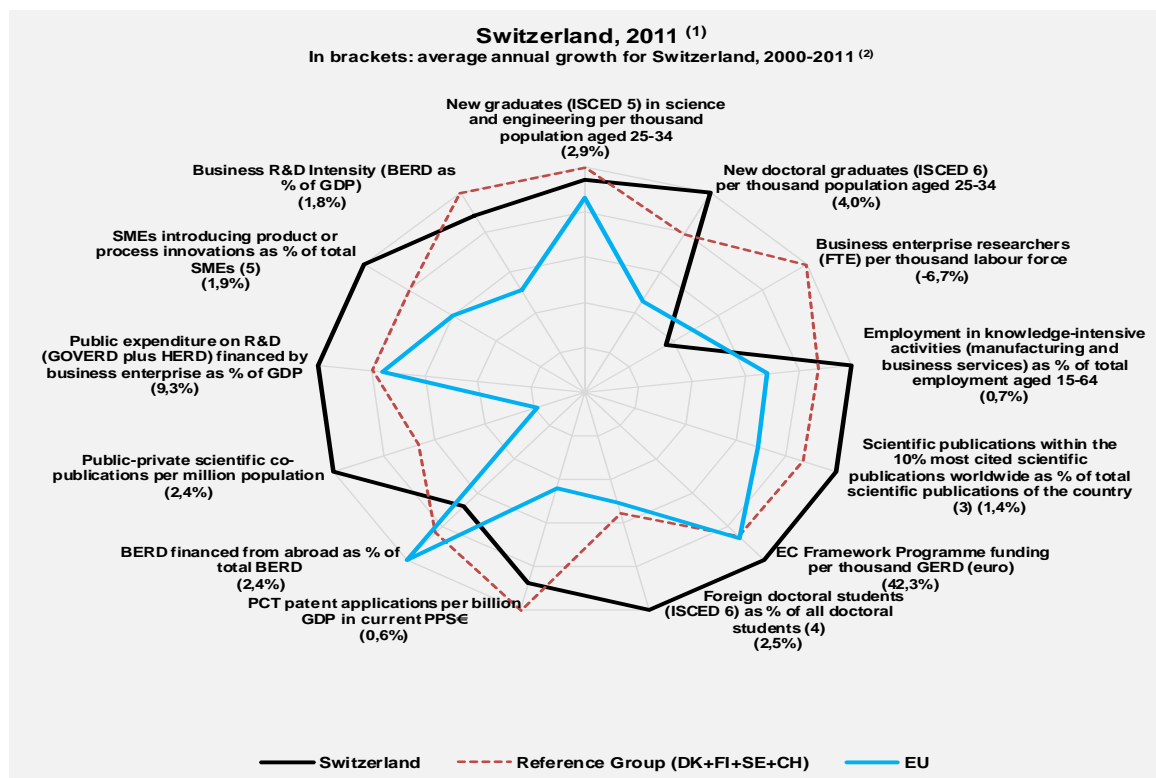 Switzerland, 2011 (1)
In brackets: average annual growth for Switzerland, 2000-2011 (2)
New graduates (ISCED 5) in science
and engineering per thousand
population aged 25-34
(2,9%)
New doctoral graduates (ISCED 6)
per thousand population aged 25-34
(4,0%)
Business enterprise researchers
(FTE) per thousand labour force
(-6,7%)
Employment in knowledge-intensive
activities (manufacturing and
business services) as % of total
employment aged 15-64
(0,7%)
Scientific publications within the
10% most cited scientific
publications worldwide as % of total
scientific publications of the country
(3) (1,4%)
EC Framework Programme funding
per thousand GERD (euro)
(42,3%)
Foreign doctoral students
(ISCED 6) as % of all doctoral
students (4)
(2,5%)
PCT patent applications per billion
GDP in current PPS€
(0,6%)
BERD financed from abroad as % of
total BERD
(2,4%)
Public-private scientific co-
publications per million population
(2,4%)
Public expenditure on R&D
(GOVERD plus HERD) financed by
business enterprise as % of GDP
(9,3%)
SMEs introducing product or
process innovations as % of total
SMEs (5)
(1,9%)
Business R&D Intensity (BERD as
% of GDP)
(1,8%)
Switzerland
Reference Group (DK+FI+SE+CH)
EU